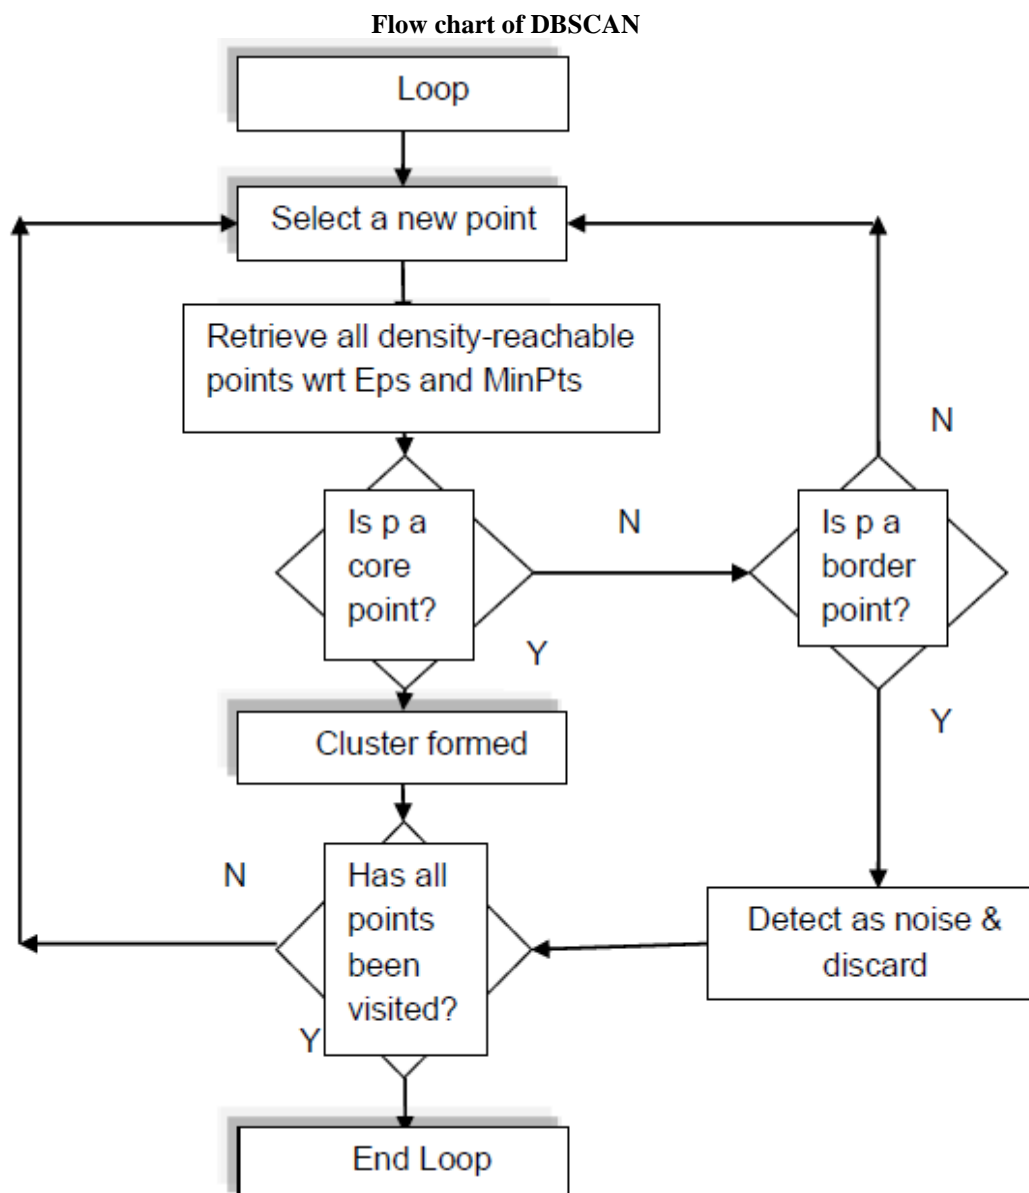 Flow chart of DBSCAN
Loop
Select a new point
Retrieve all density-reachable
points wrt Eps and MinPts
N
Is p a
core
point?
N
Is p a
border
point?
Y
Y
Cluster formed
N
Has all
points
been
visited?
Y
Detect as noise &
discard
End Loop